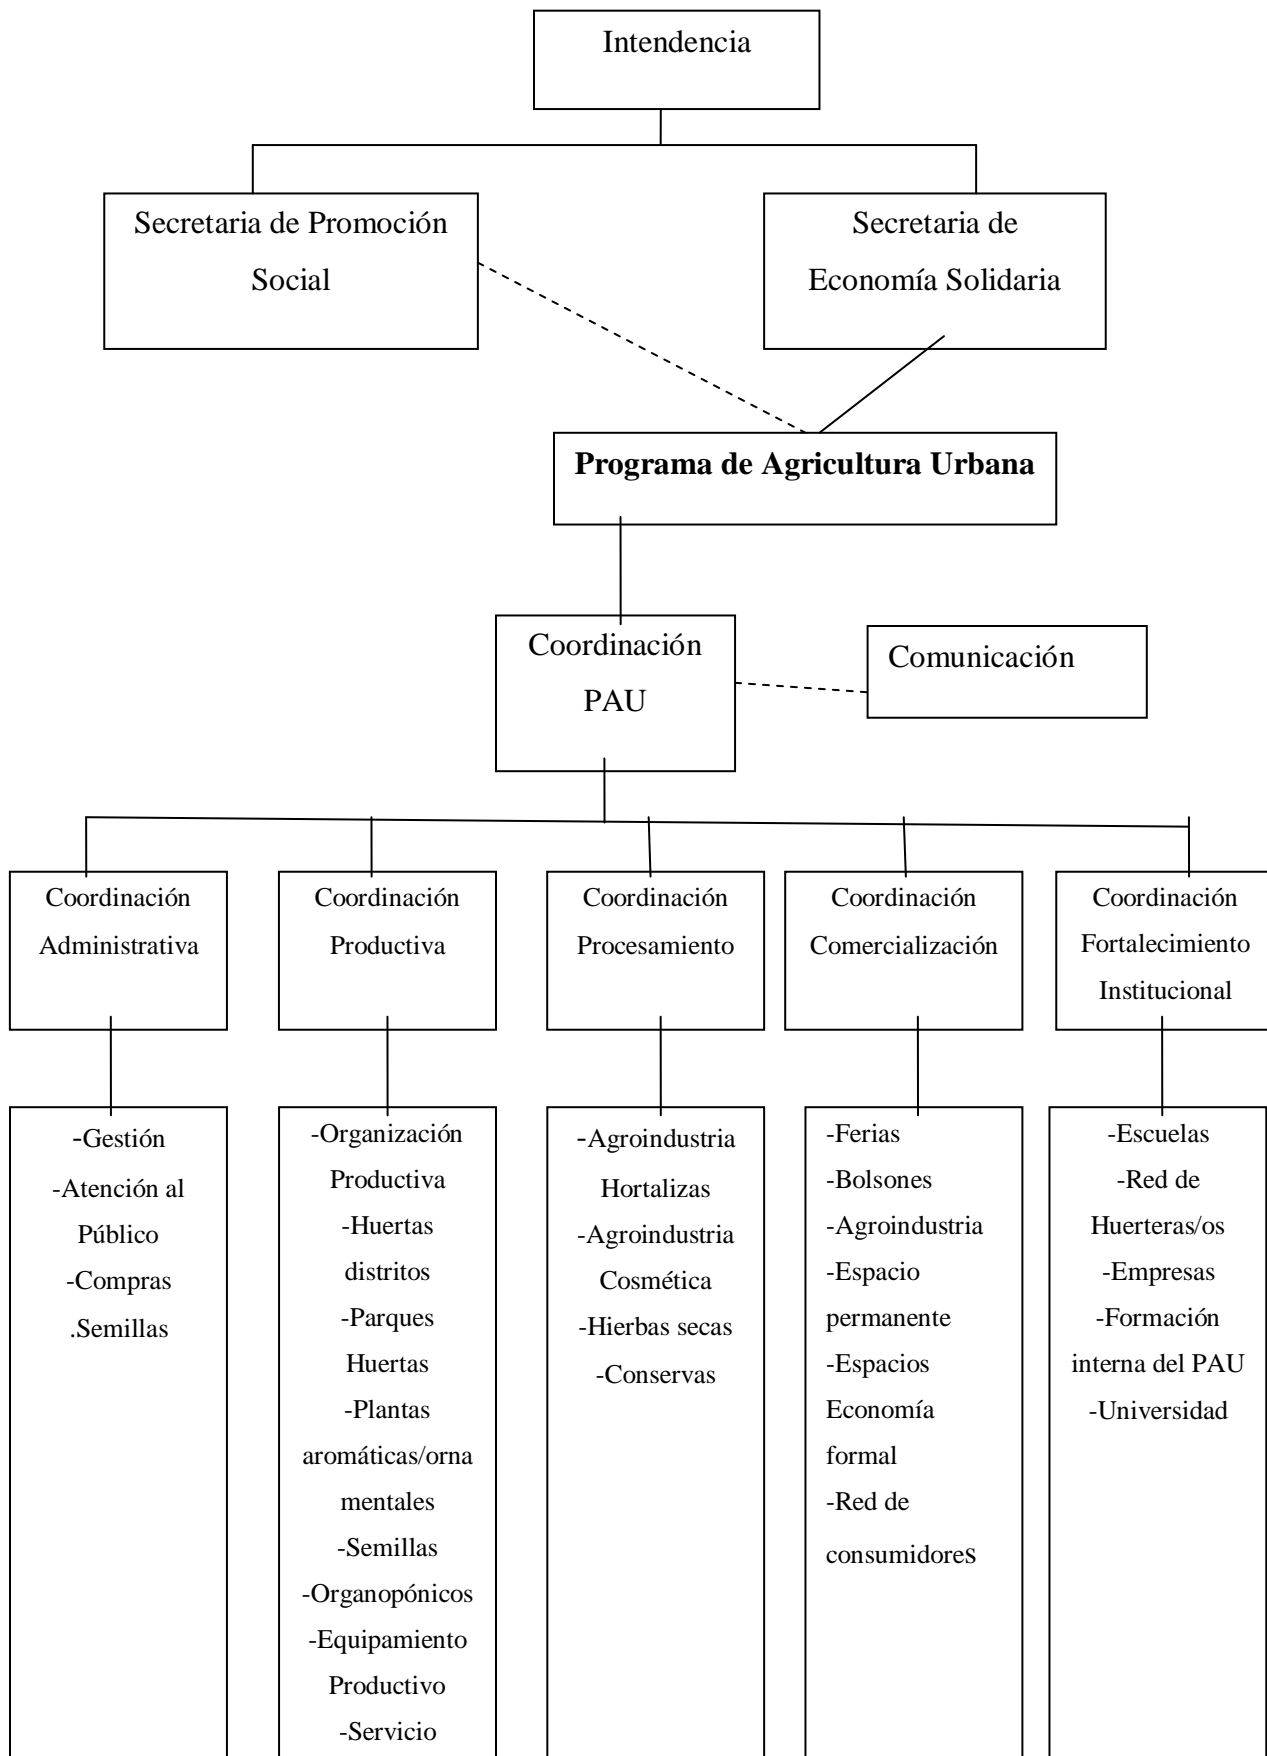 Intendencia
Secretaria de Promoción
Social
Secretaria de
Economía Solidaria
Programa de Agricultura Urbana
Coordinación
PAU
Comunicación
Coordinación
Administrativa
Coordinación
Productiva
Coordinación
Procesamiento
Coordinación
Comercialización
Coordinación
Fortalecimiento
Institucional
-Gestión
-Atención al
Público
-Compras
.Semillas
-Organización
Productiva
-Huertas
distritos
-Parques
Huertas
-Plantas
aromáticas/orna
mentales
-Semillas
-Organopónicos
-Equipamiento
Productivo
-Servicio
-Agroindustria
Hortalizas
-Agroindustria
Cosmética
-Hierbas secas
-Conservas
-Ferias
-Bolsones
-Agroindustria
-Espacio
permanente
-Espacios
Economía
formal
-Red de
consumidores
-Escuelas
-Red de
Huerteras/os
-Empresas
-Formación
interna del PAU
-Universidad